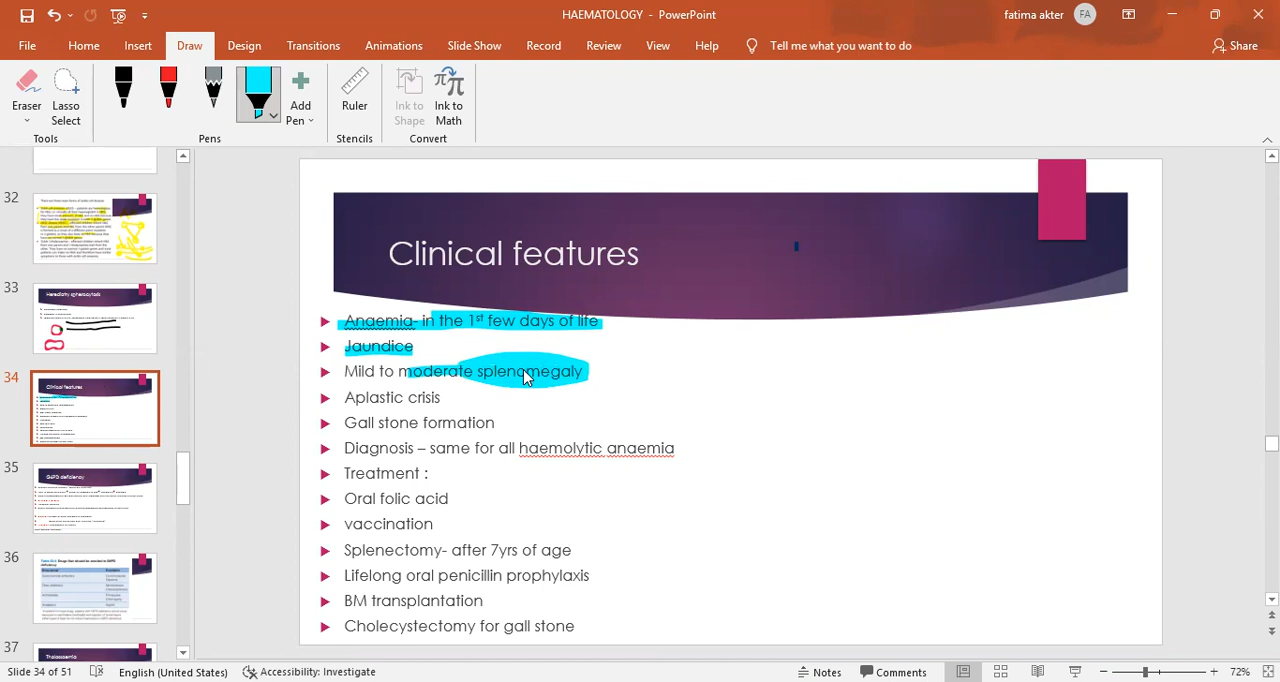 HAEMATOLOGY - PowerPoint
fatima akter FA
File Home Insert Draw Design Transitions Animations Slide Show Record Review View Help Tell me what you want to do Share
Eraser Lasso Select
Add Pen
Ruler
Ink to Shape Ink to Math
Tools Pens Stencils Convert
32
33
Hereditary spherocytosis
34
Clinical features
35
G6PD deficiency
36
37
Clinical features
Anaemia- in the 1st few days of life
Jaundice
Mild to moderate splenomegaly
Aplastic crisis
Gall stone formation
Diagnosis – same for all haemolytic anaemia
Treatment :
Oral folic acid
vaccination
Splenectomy- after 7yrs of age
Lifelong oral penicillin prophylaxis
BM transplantation
Cholecystectomy for gall stone
Slide 34 of 51 English (United States) Accessibility: Investigate Notes Comments 72%